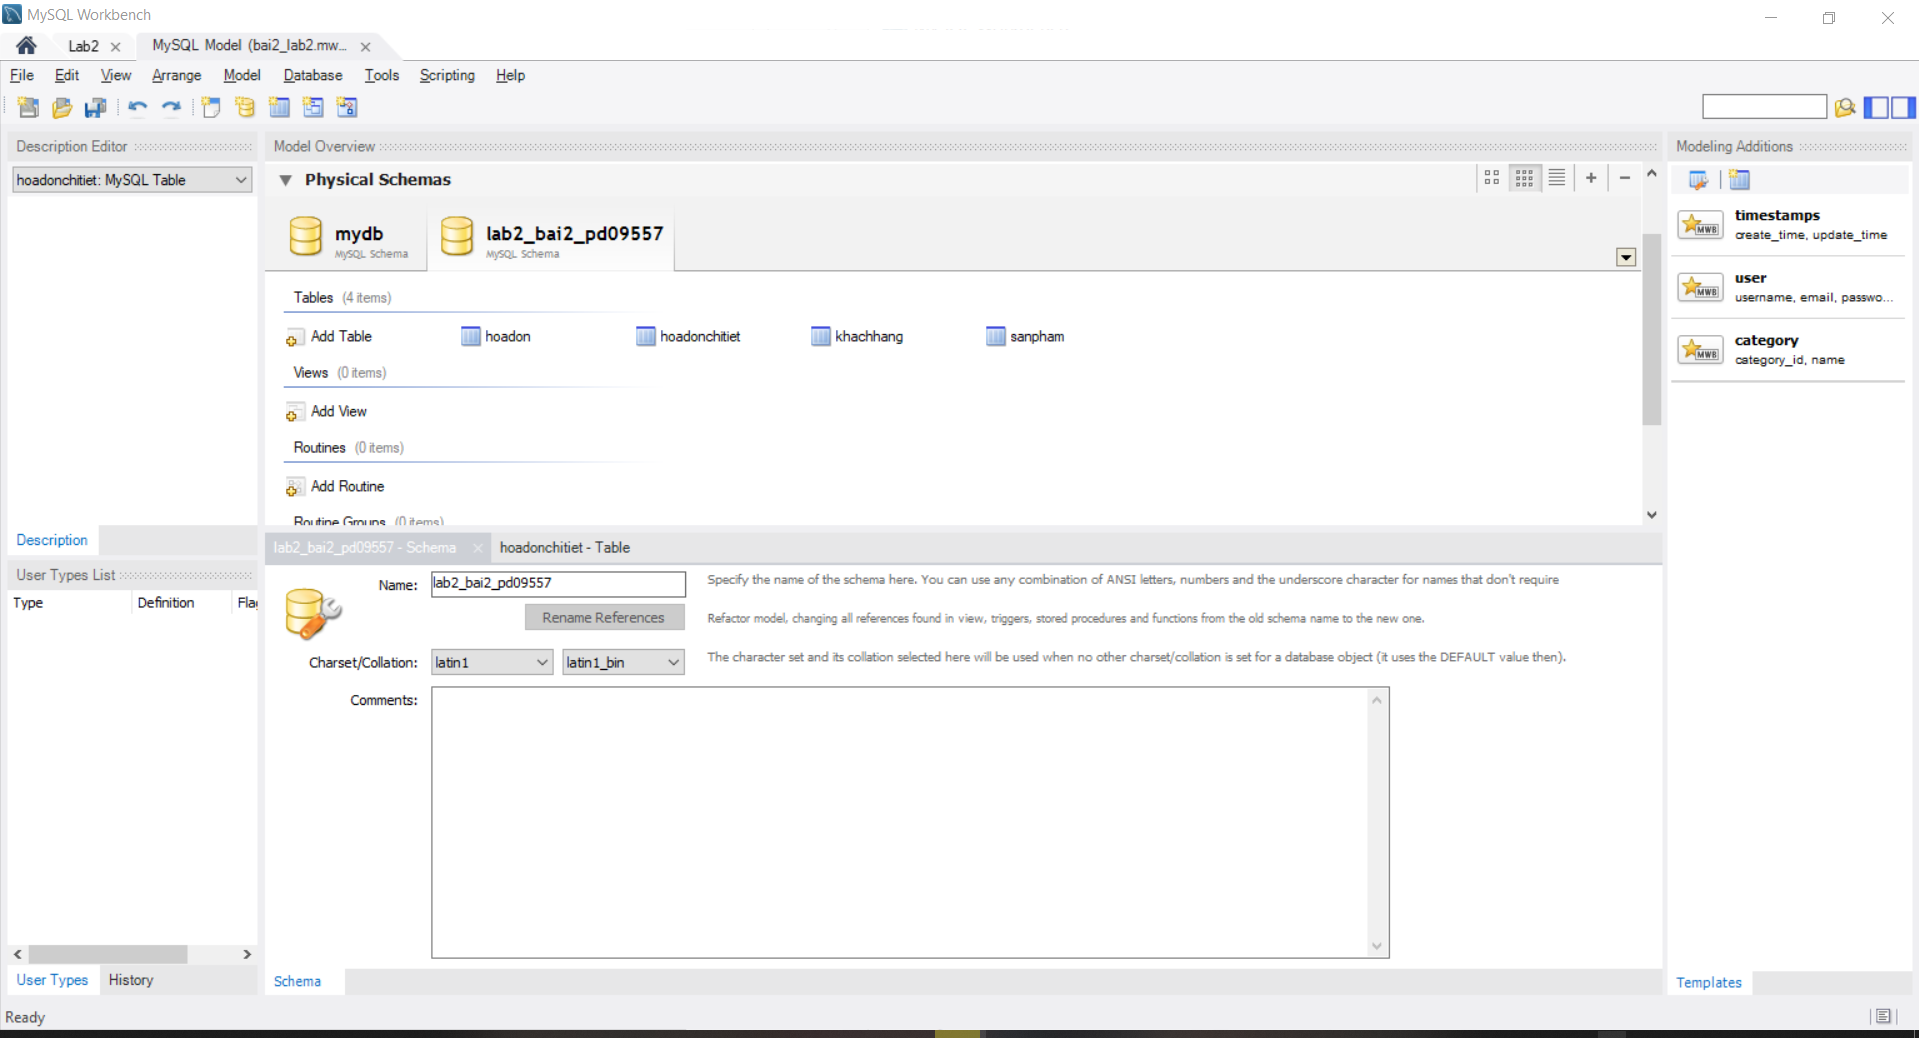 MySQL Workbench
Lab2
MySQL Model (bai2_lab2.mw...
File Edit View Arrange Model Database Tools Scripting Help
Description Editor
hoadonchitiet: MySQL Table
Description
User Types List
Type Definition Flag
User Types History
Model Overview
Physical Schemas
mydb
MySQL Schema
lab2_bai2_pd09557
MySQL Schema
Tables (4 items)
Add Table hoadon hoadonchitiet khachhang sanpham
Views (0 items)
Add View
Routines (0 items)
Add Routine
Routine Groups (0 items)
lab2_bai2_pd09557 - Schema
hoadonchitiet - Table
Name: lab2_bai2_pd09557
Specify the name of the schema here. You can use any combination of ANSI letters, numbers and the underscore character for names that don't require
Rename References
Refactor model, changing all references found in view, triggers, stored procedures and functions from the old schema name to the new one.
Charset/Collation: latin1 latin1_bin
The character set and its collation selected here will be used when no other charset/collation is set for a database object (it uses the DEFAULT value then).
Comments:
Schema
Modeling Additions
MWB
timestamps
create_time, update_time
MWB
user
username, email, passwo...
MWB
category
category_id, name
Templates
Ready